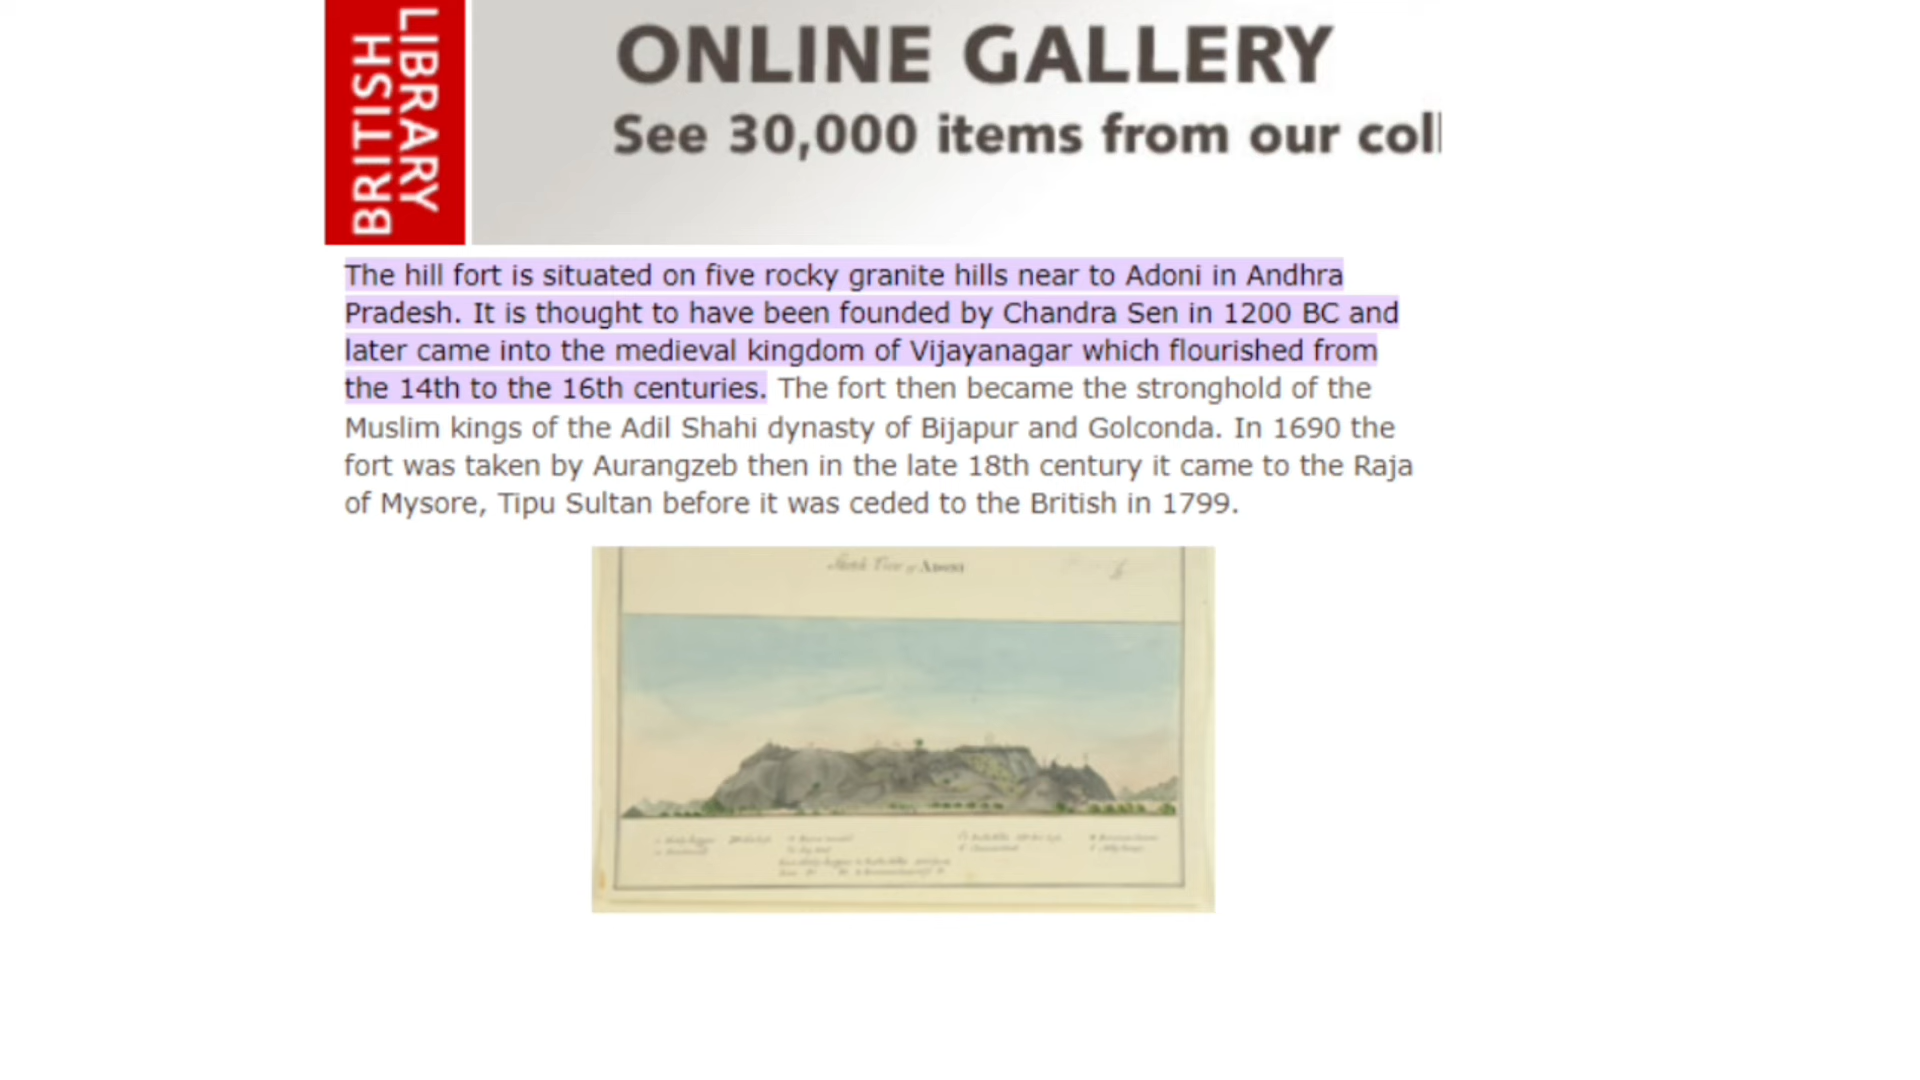 BRITISH
LIBRARY
ONLINE GALLERY
See 30,000 items from our coll
The hill fort is situated on five rocky granite hills near to Adoni in Andhra
Pradesh. It is thought to have been founded by Chandra Sen in 1200 BC and
later came into the medieval kingdom of Vijayanagar which flourished from
the 14th to the 16th centuries. The fort then became the stronghold of the
Muslim kings of the Adil Shahi dynasty of Bijapur and Golconda. In 1690 the
fort was taken by Aurangzeb then in the late 18th century it came to the Raja
of Mysore, Tipu Sultan before it was ceded to the British in 1799.
View of ADONI